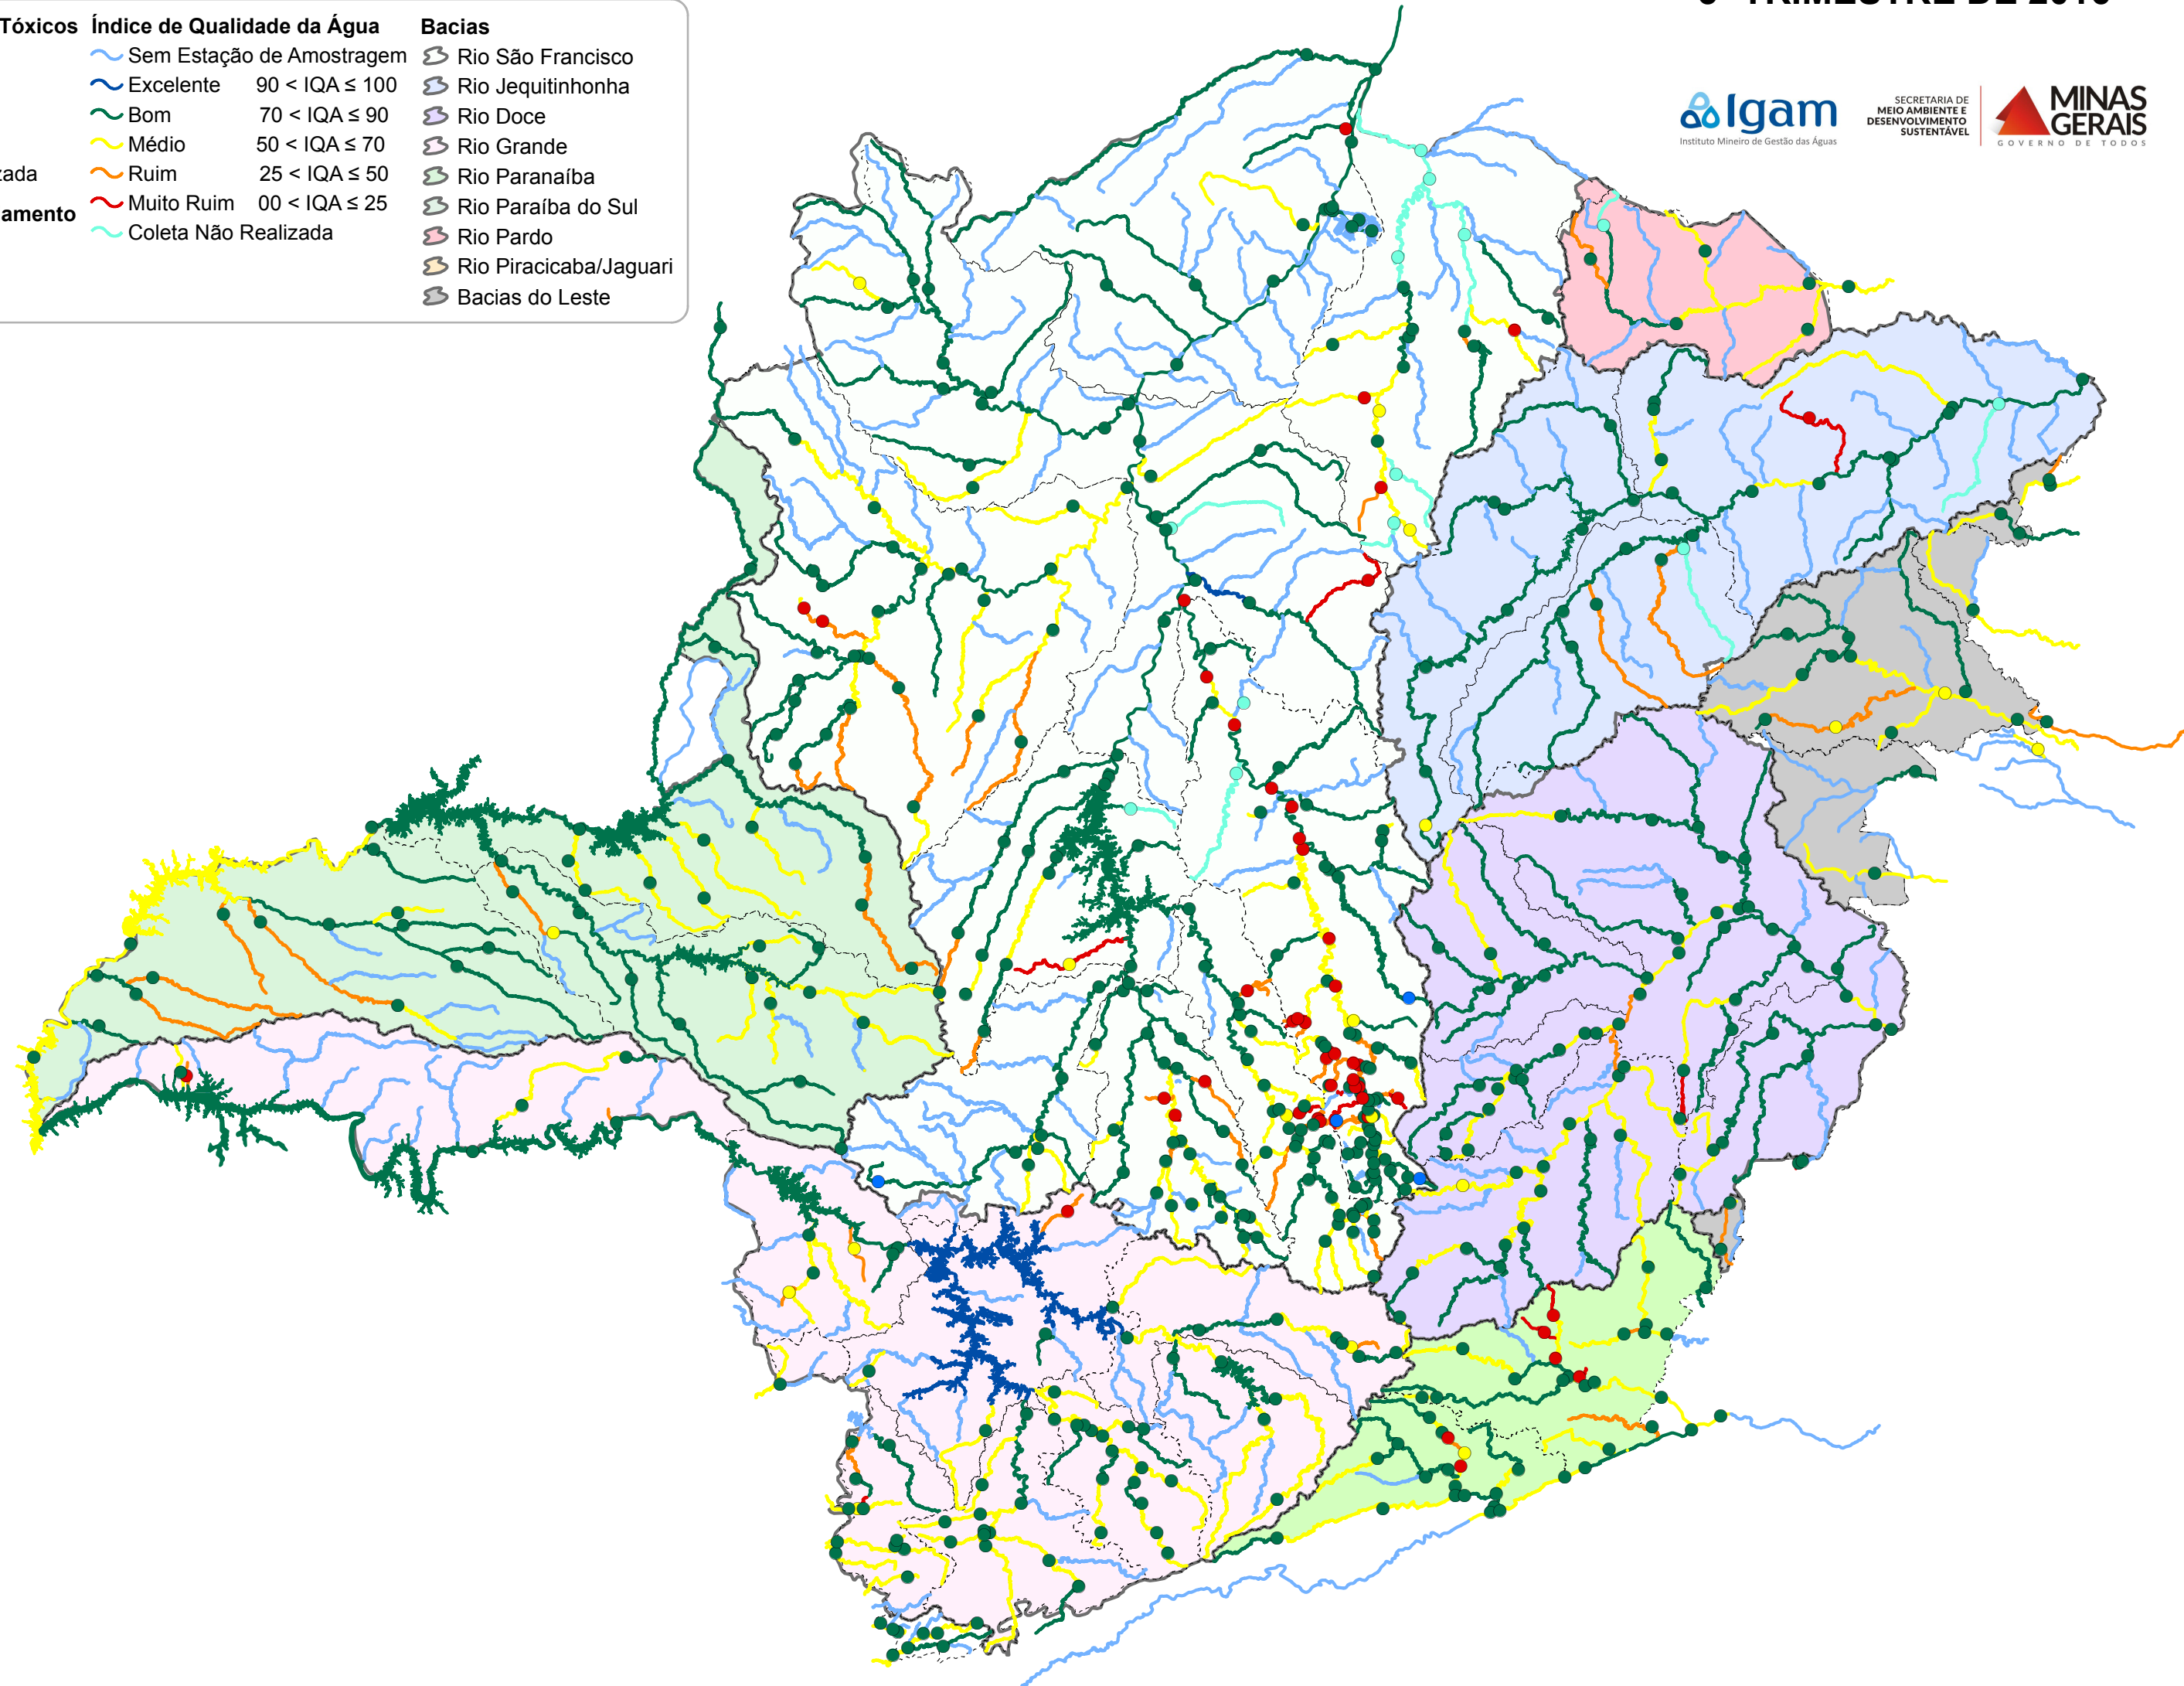 Tóxicos Índice de Qualidade da Água Bacias
Sem Estação de Amostragem
Excelente 90 < IQA ≤ 100
Bom 70 < IQA ≤ 90
Médio 50 < IQA ≤ 70
Ruim 25 < IQA ≤ 50
Muito Ruim 00 < IQA ≤ 25
Coleta Não Realizada
Rio São Francisco
Rio Jequitinhonha
Rio Doce
Rio Grande
Rio Paranaíba
Rio Paraíba do Sul
Rio Pardo
Rio Piracicaba/Jaguari
Bacias do Leste
Igam
Instituto Mineiro de Gestão das Águas
SECRETARIA DE
MEIO AMBIENTE E
DESENVOLVIMENTO
SUSTENTÁVEL
MINAS
GERAIS
GOVERNO DE TODOS